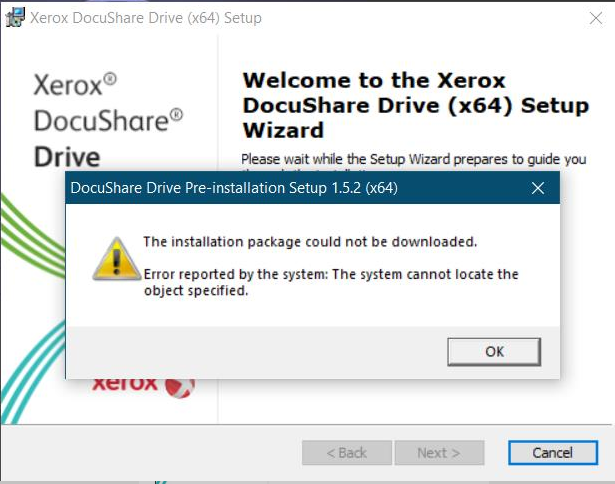 Xerox DocuShare Drive (x64) Setup
Xerox®
DocuShare®
Drive
Welcome to the Xerox
DocuShare Drive (x64) Setup
Wizard
Please wait while the Setup Wizard prepares to guide you
DocuShare Drive Pre-installation Setup 1.5.2 (x64)
The installation package could not be downloaded.
Error reported by the system: The system cannot locate the
object specified.
OK
xerox
< Back
Next >
Cancel